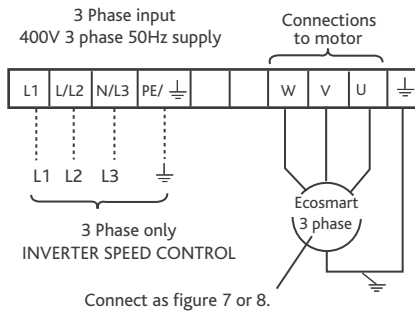 3 Phase input
400V 3 phase 50Hz supply
Connections
to motor
L1 L/L2 N/L3 PE/ W V U
L1 L2 L3
Ecosmart
3 phase
3 Phase only
INVERTER SPEED CONTROL
Connect as figure 7 or 8.